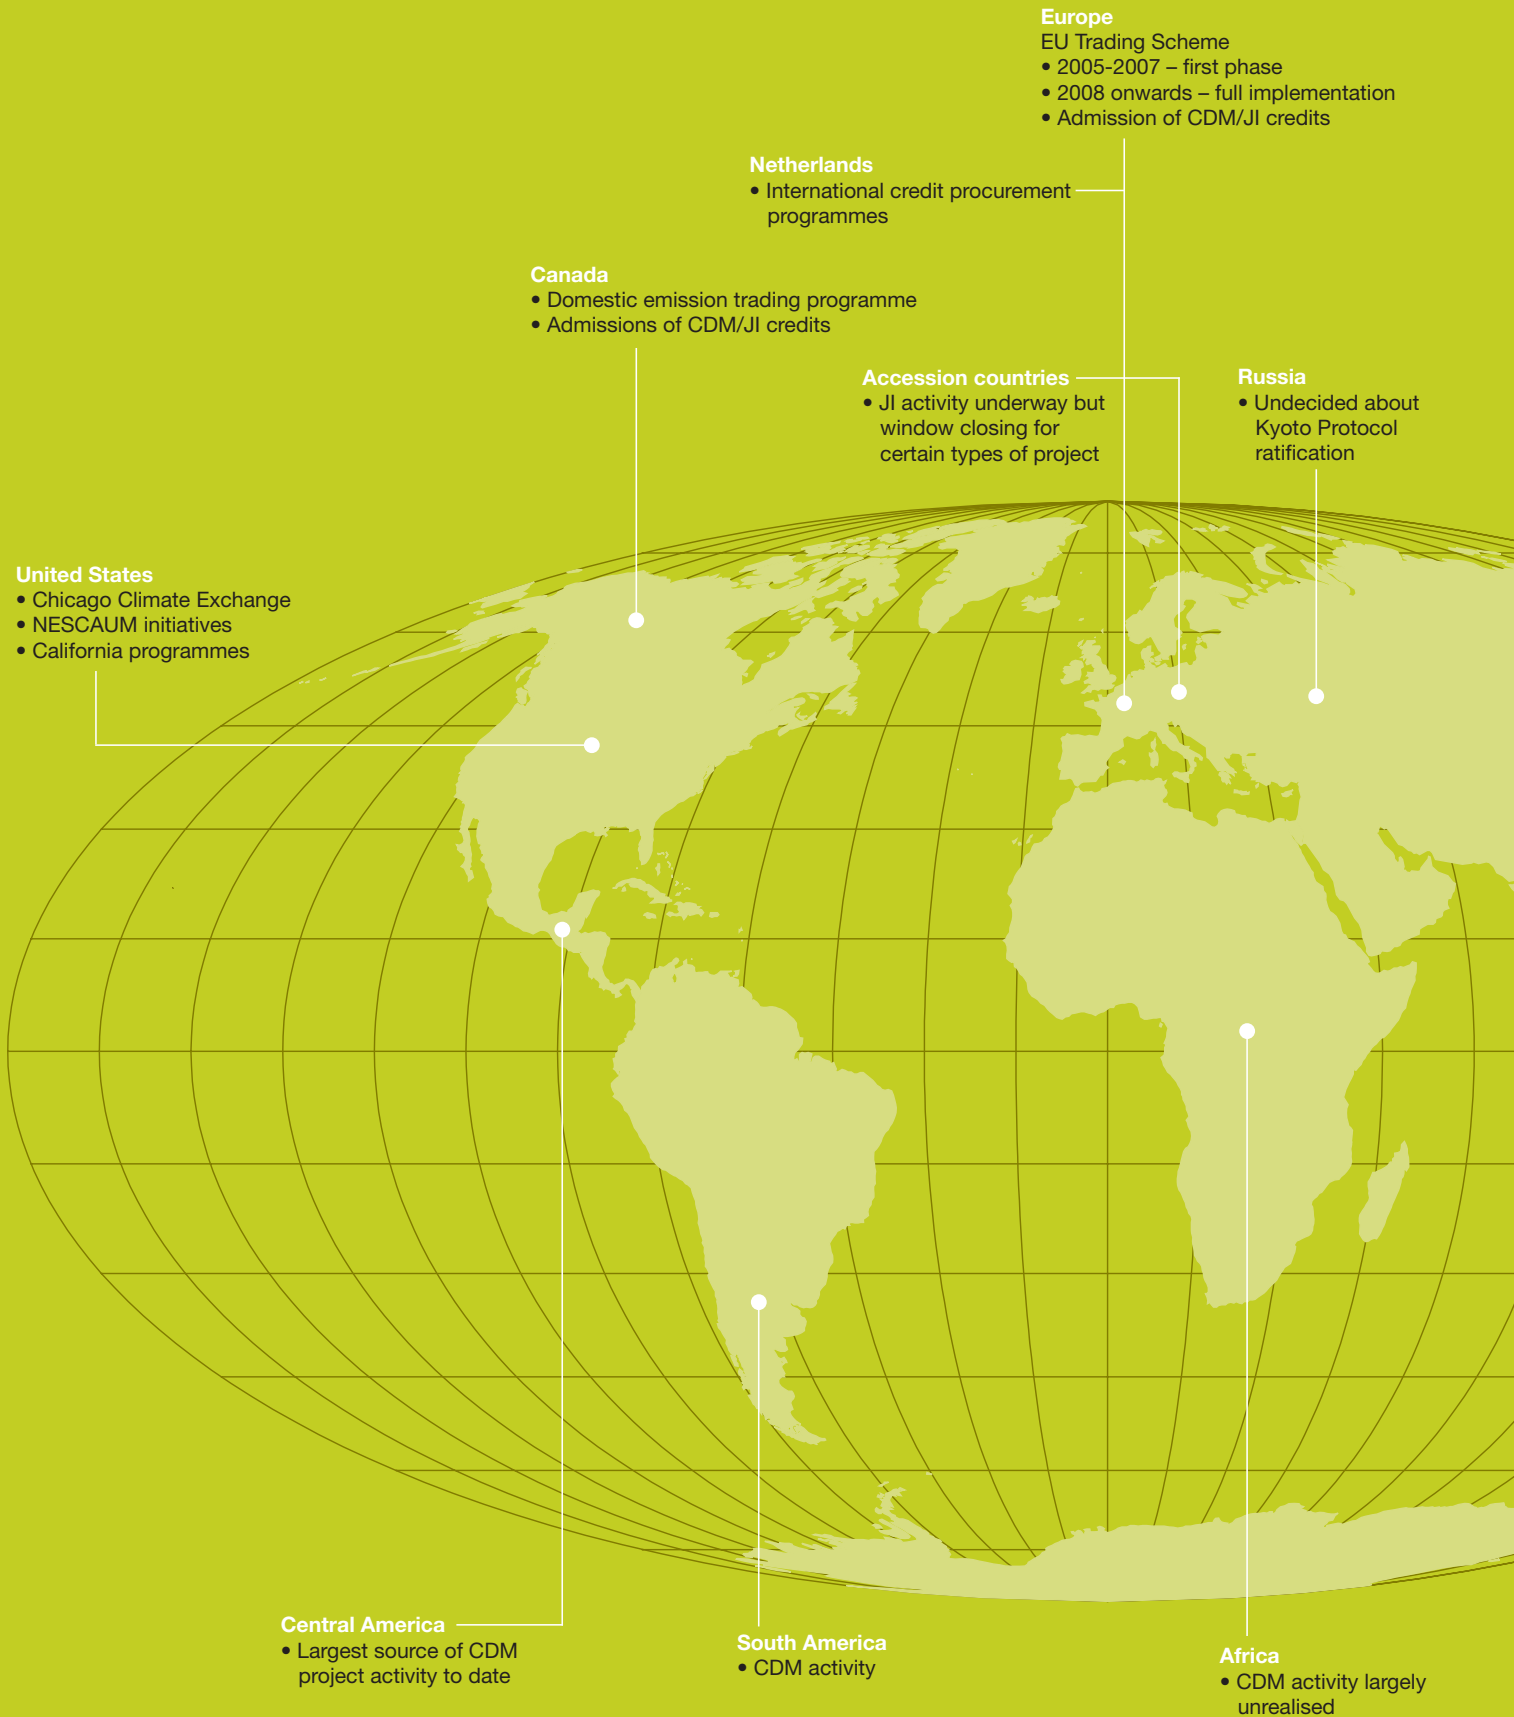 Europe
EU Trading Scheme
• 2005-2007 – first phase
• 2008 onwards – full implementation
• Admission of CDM/JI credits
Netherlands
• International credit procurement
programmes
Canada
• Domestic emission trading programme
• Admissions of CDM/JI credits
Accession countries
• JI activity underway but
window closing for
certain types of project
Russia
• Undecided about
Kyoto Protocol
ratification
United States
• Chicago Climate Exchange
• NESCAUM initiatives
• California programmes
Central America
• Largest source of CDM
project activity to date
South America
• CDM activity
Africa
• CDM activity largely
unrealised